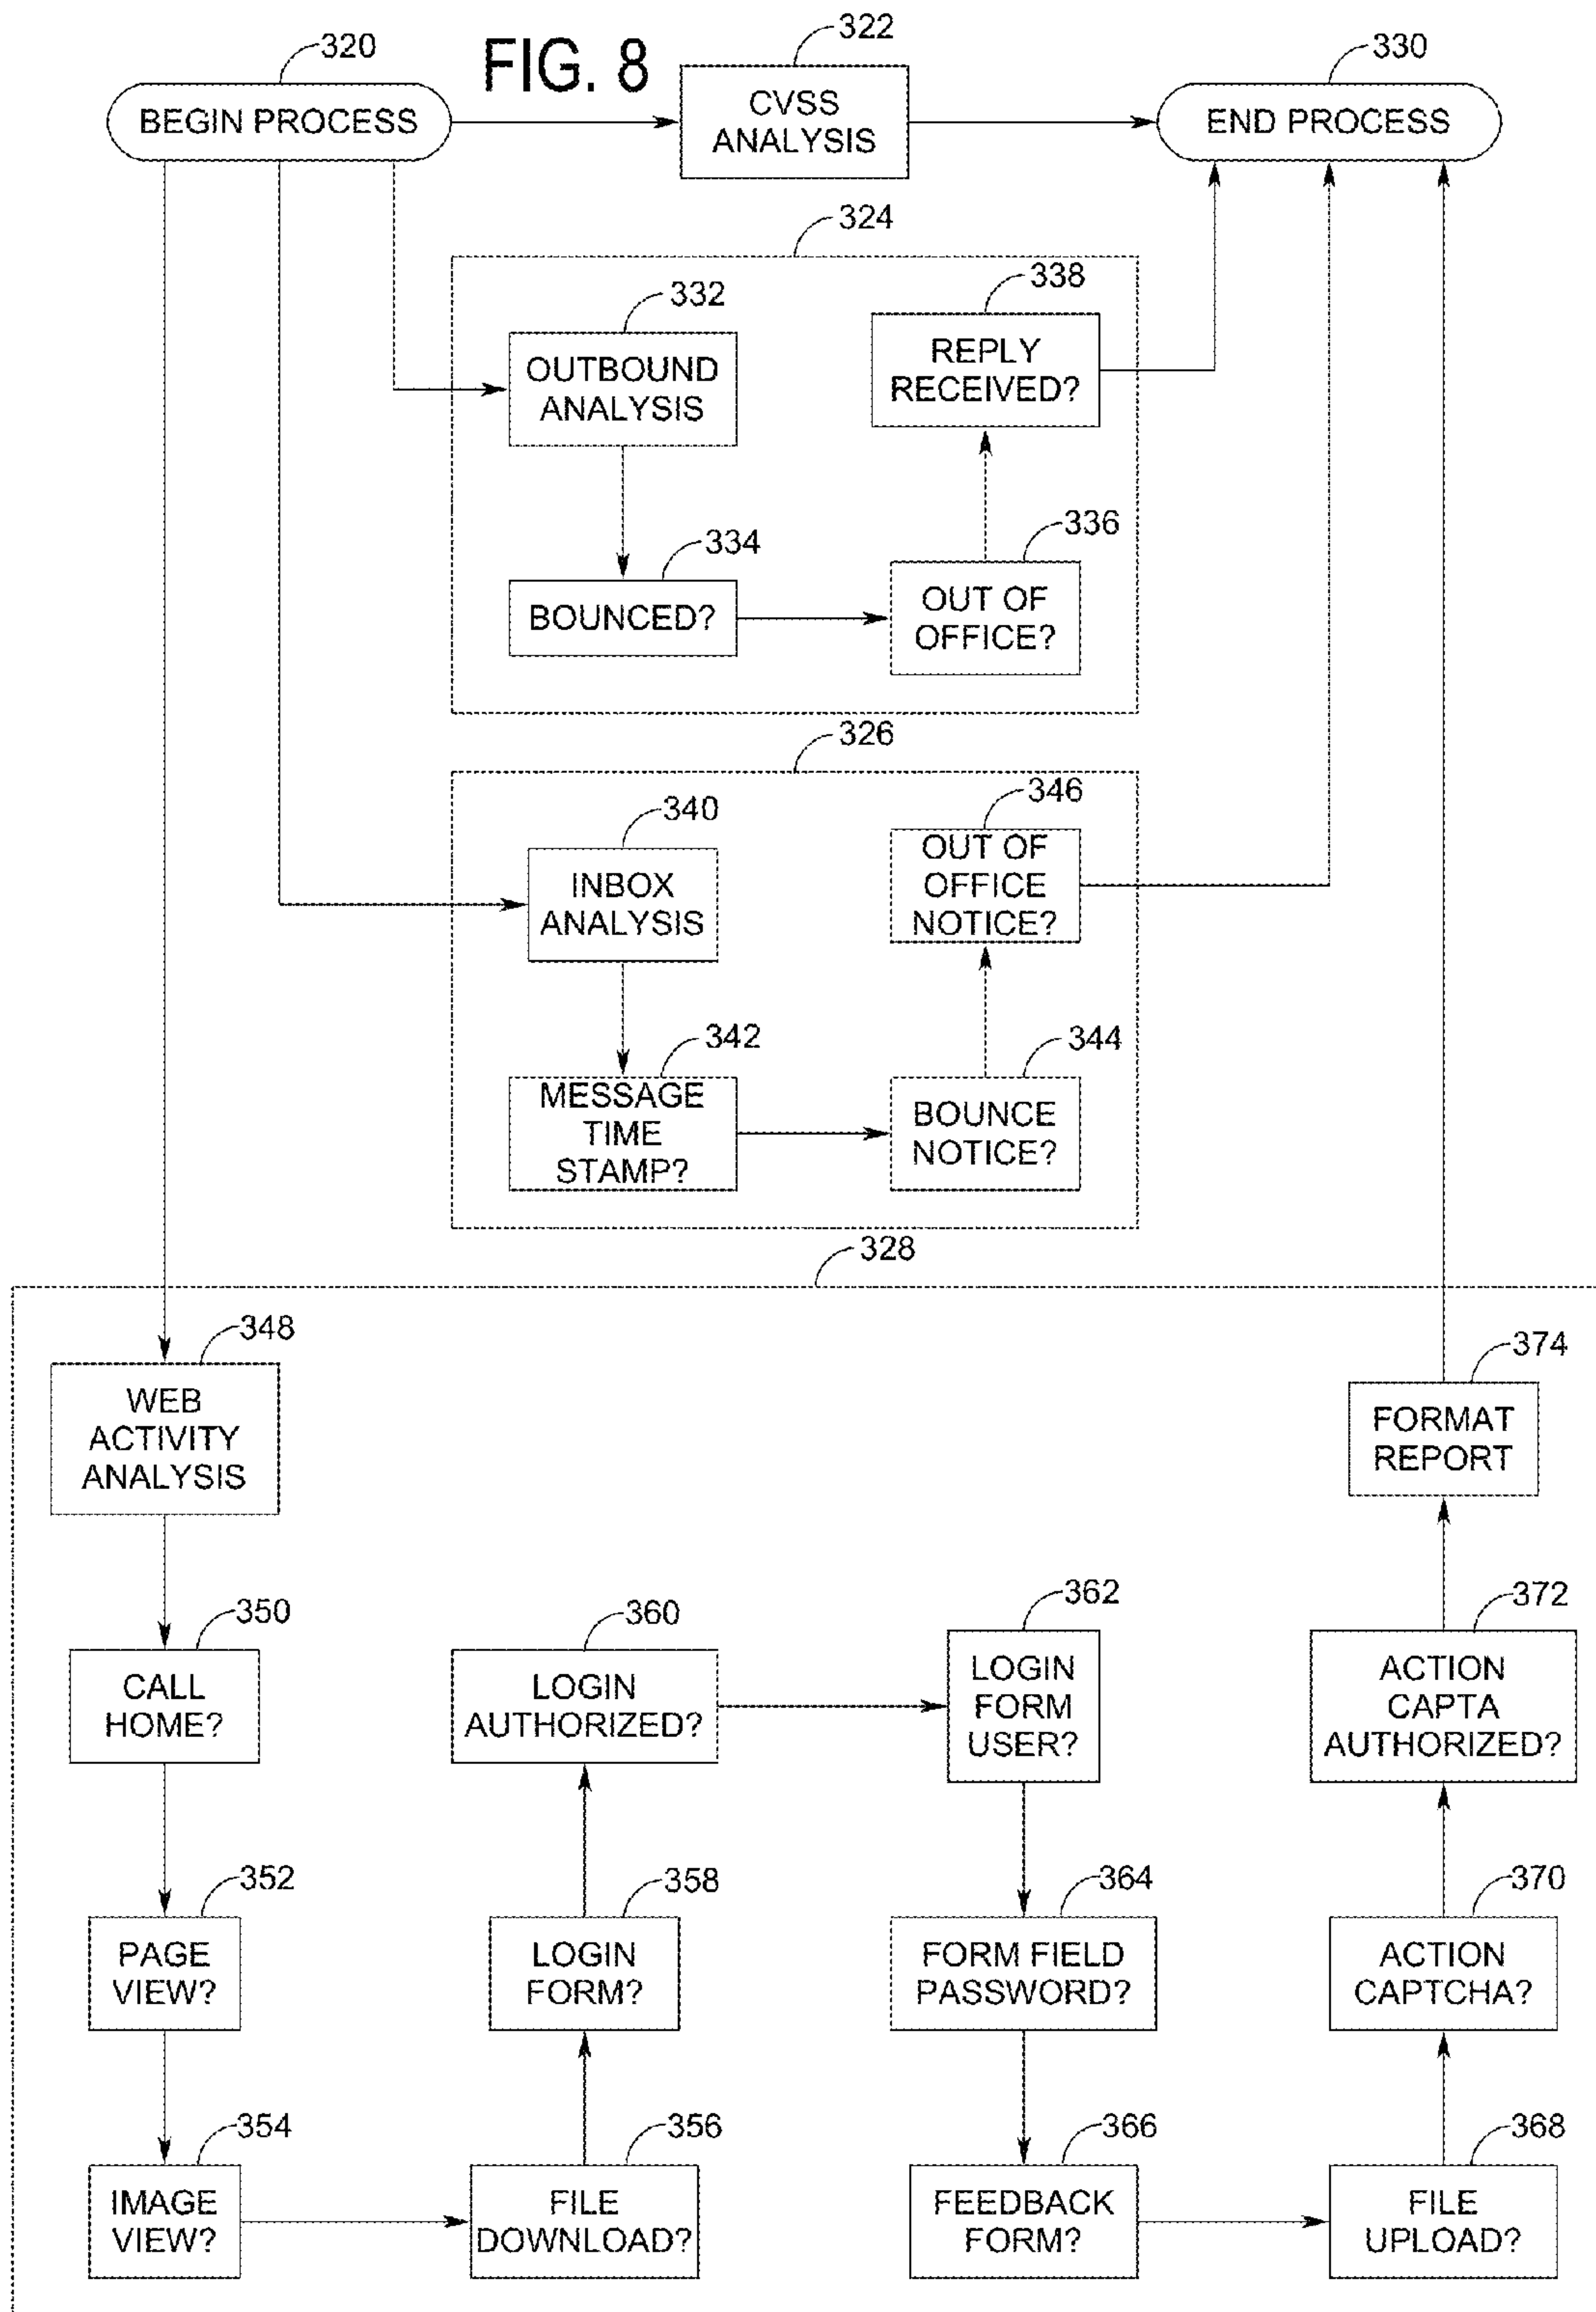 FIG. 8
320
BEGIN PROCESS
322
CVSS
ANALYSIS
330
END PROCESS
324
332
OUTBOUND
ANALYSIS
338
REPLY
RECEIVED?
334
BOUNCED?
336
OUT OF
OFFICE?
326
340
INBOX
ANALYSIS
346
OUT OF
OFFICE
NOTICE?
342
MESSAGE
TIME
STAMP?
344
BOUNCE
NOTICE?
328
348
WEB
ACTIVITY
ANALYSIS
374
FORMAT
REPORT
350
CALL
HOME?
360
LOGIN
AUTHORIZED?
362
LOGIN
FORM
USER?
372
ACTION
CAPTA
AUTHORIZED?
352
PAGE
VIEW?
358
LOGIN
FORM?
364
FORM FIELD
PASSWORD?
370
ACTION
CAPTCHA?
354
IMAGE
VIEW?
356
FILE
DOWNLOAD?
366
FEEDBACK
FORM?
368
FILE
UPLOAD?